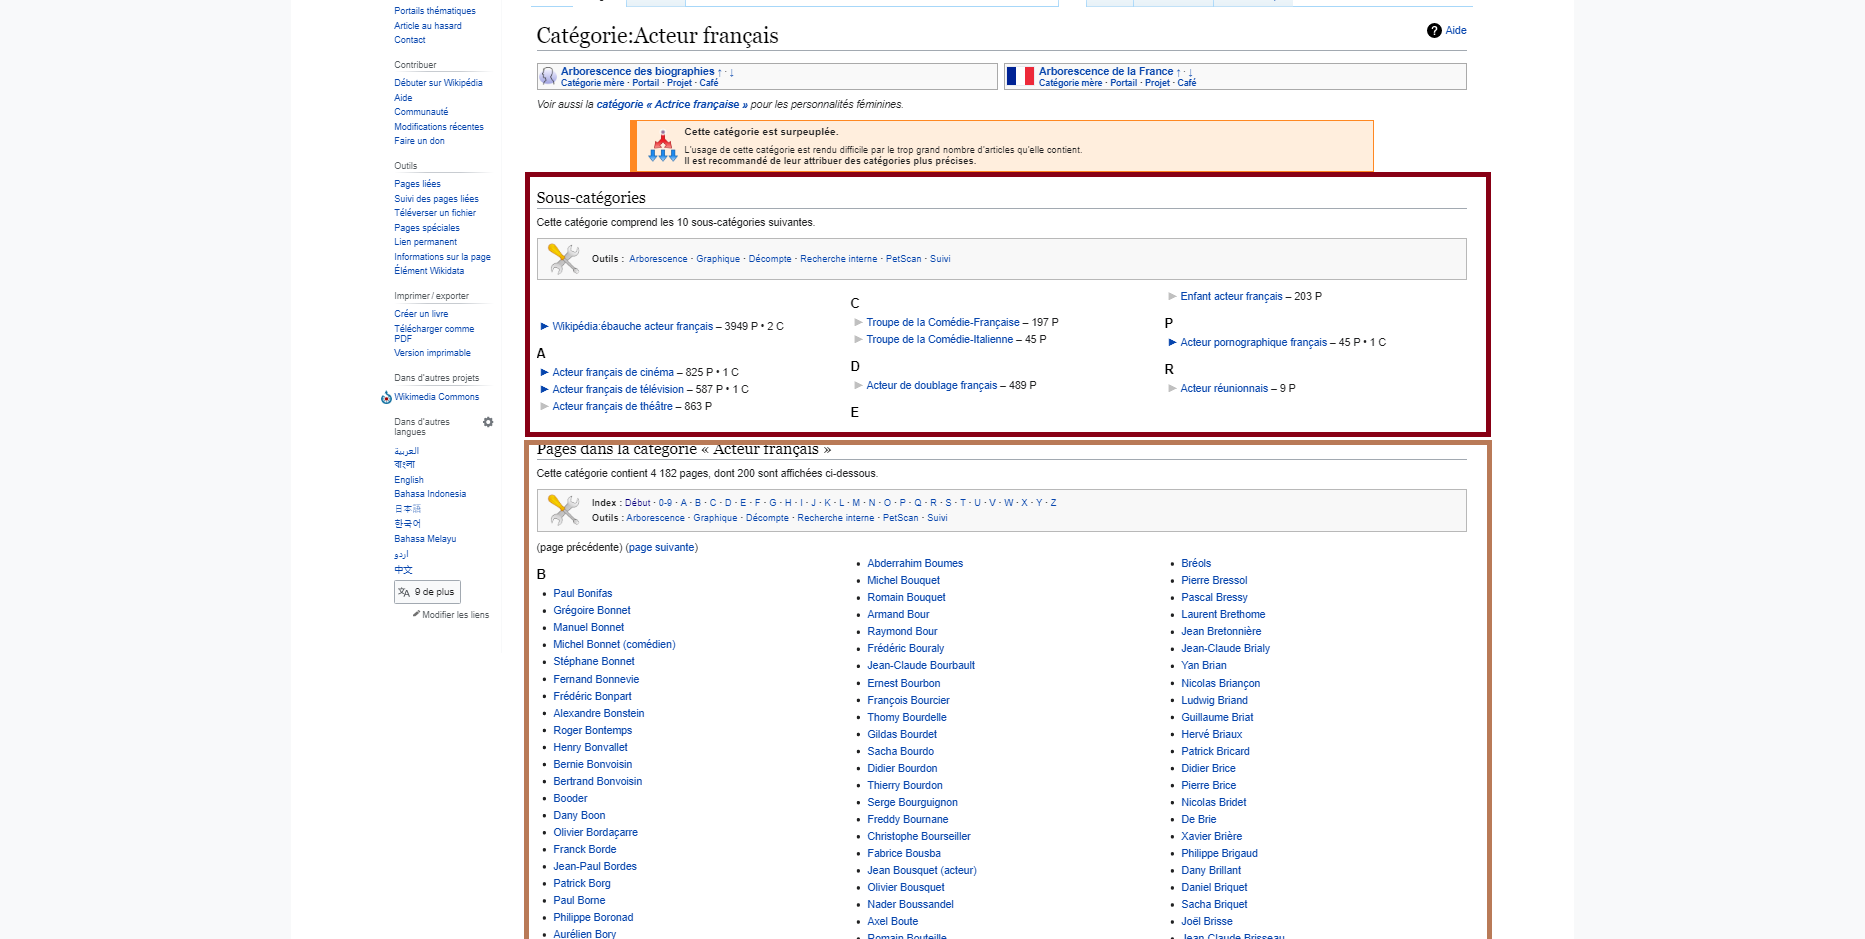 Portails thématiques
Article au hasard
Contact
Contribuer
Débuter sur Wikipédia
Aide
Communauté
Modifications récentes
Faire un don
Outils
Pages liées
Suivi des pages liées
Téléverser un fichier
Pages spéciales
Lien permanent
Informations sur la page
Élément Wikidata
Imprimer / exporter
Créer un livre
Télécharger comme
PDF
Version imprimable
Dans d'autres projets
Wikimedia Commons
Dans d'autres
langues
العربية
বাংলা
English
Bahasa Indonesia
日本語
한국어
Bahasa Melayu
اردو
中文
9 de plus
Modifier les liens
Catégorie:Acteur français
Aide
Arborescence des biographies ↑ · ↓
Catégorie mère · Portail · Projet · Café
Arborescence de la France ↑ · ↓
Catégorie mère · Portail · Projet · Café
Voir aussi la catégorie « Actrice française » pour les personnalités féminines.
Cette catégorie est surpeuplée.
L'usage de cette catégorie est rendu difficile par le trop grand nombre d'articles qu'elle contient.
Il est recommandé de leur attribuer des catégories plus précises.
Sous-catégories
Cette catégorie comprend les 10 sous-catégories suivantes.
Outils : Arborescence · Graphique · Décompte · Recherche interne · PetScan · Suivi
► Wikipédia:ébauche acteur français – 3949 P • 2 C
A
► Acteur français de cinéma – 825 P • 1 C
► Acteur français de télévision – 587 P • 1 C
► Acteur français de théâtre – 863 P
C
► Troupe de la Comédie-Française – 197 P
► Troupe de la Comédie-Italienne – 45 P
D
► Acteur de doublage français – 489 P
E
► Enfant acteur français – 203 P
P
► Acteur pornographique français – 45 P • 1 C
R
► Acteur réunionnais – 9 P
Pages dans la catégorie « Acteur français »
Cette catégorie contient 4 182 pages, dont 200 sont affichées ci-dessous.
Index : Début · 0-9 · A · B · C · D · E · F · G · H · I · J · K · L · M · N · O · P · Q · R · S · T · U · V · W · X · Y · Z
Outils : Arborescence · Graphique · Décompte · Recherche interne · PetScan · Suivi
(page précédente) (page suivante)
B
• Paul Bonifas
• Grégoire Bonnet
• Manuel Bonnet
• Michel Bonnet (comédien)
• Stéphane Bonnet
• Fernand Bonnevie
• Frédéric Bonpart
• Alexandre Bonstein
• Roger Bontemps
• Henry Bonvallet
• Bernie Bonvoisin
• Bertrand Bonvoisin
• Booder
• Dany Boon
• Olivier Bordaçarre
• Franck Borde
• Jean-Paul Bordes
• Patrick Borg
• Paul Borne
• Philippe Boronad
• Aurélien Bory
• Abderrahim Boumes
• Michel Bouquet
• Romain Bouquet
• Armand Bour
• Raymond Bour
• Frédéric Bouraly
• Jean-Claude Bourbault
• Ernest Bourbon
• François Bourcier
• Thomy Bourdelle
• Gildas Bourdet
• Sacha Bourdo
• Didier Bourdon
• Thierry Bourdon
• Serge Bourguignon
• Freddy Bournane
• Christophe Bourseiller
• Fabrice Bousba
• Jean Bousquet (acteur)
• Olivier Bousquet
• Nader Boussandel
• Axel Boute
• Romain Bouteille
• Bréols
• Pierre Bressol
• Pascal Bressy
• Laurent Brethome
• Jean Bretonnière
• Jean-Claude Brialy
• Yan Brian
• Nicolas Briançon
• Ludwig Briand
• Guillaume Briat
• Hervé Briaux
• Patrick Bricard
• Didier Brice
• Pierre Brice
• Nicolas Bridet
• De Brie
• Xavier Brière
• Philippe Brigaud
• Dany Brillant
• Daniel Briquet
• Sacha Briquet
• Joël Brisse
• Jean-Claude Brisseau